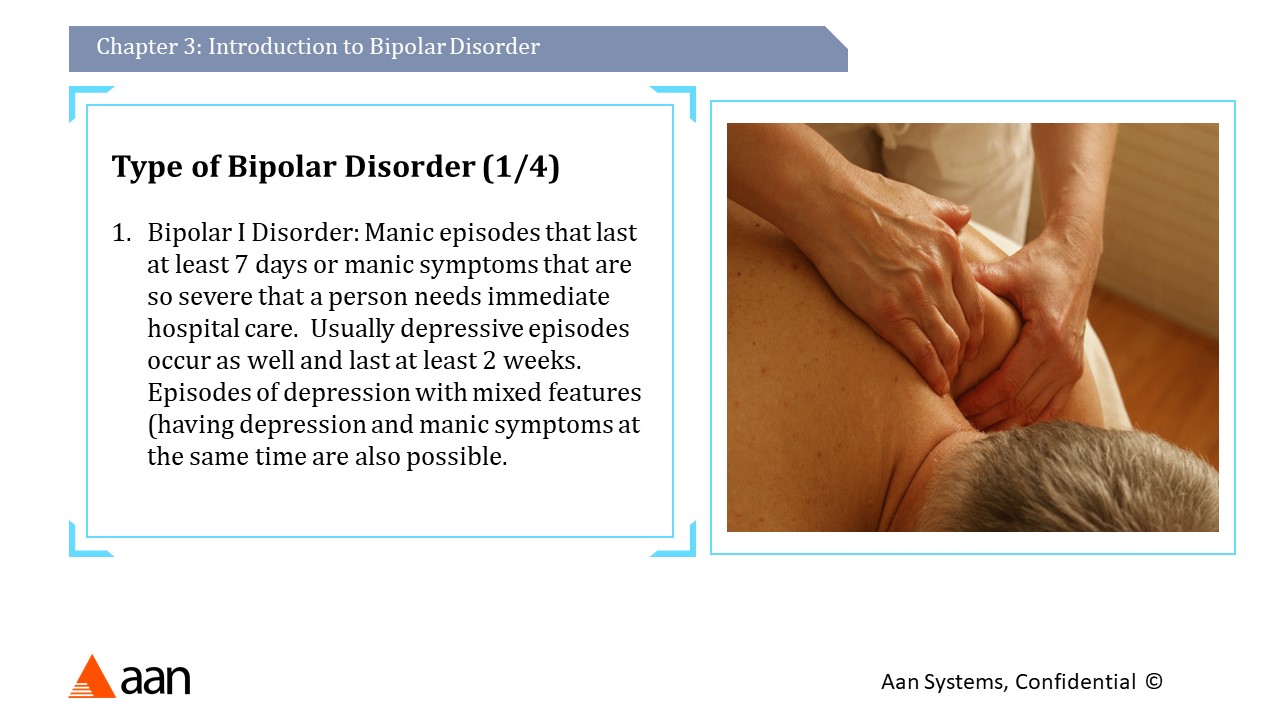 Chapter 3: Introduction to Bipolar Disorder
Type of Bipolar Disorder (1/4)
1. Bipolar I Disorder: Manic episodes that last
at least 7 days or manic symptoms that are
so severe that a person needs immediate
hospital care.  Usually depressive episodes
occur as well and last at least 2 weeks.
Episodes of depression with mixed features
(having depression and manic symptoms at
the same time are also possible.
aan
Aan Systems, Confidential ©